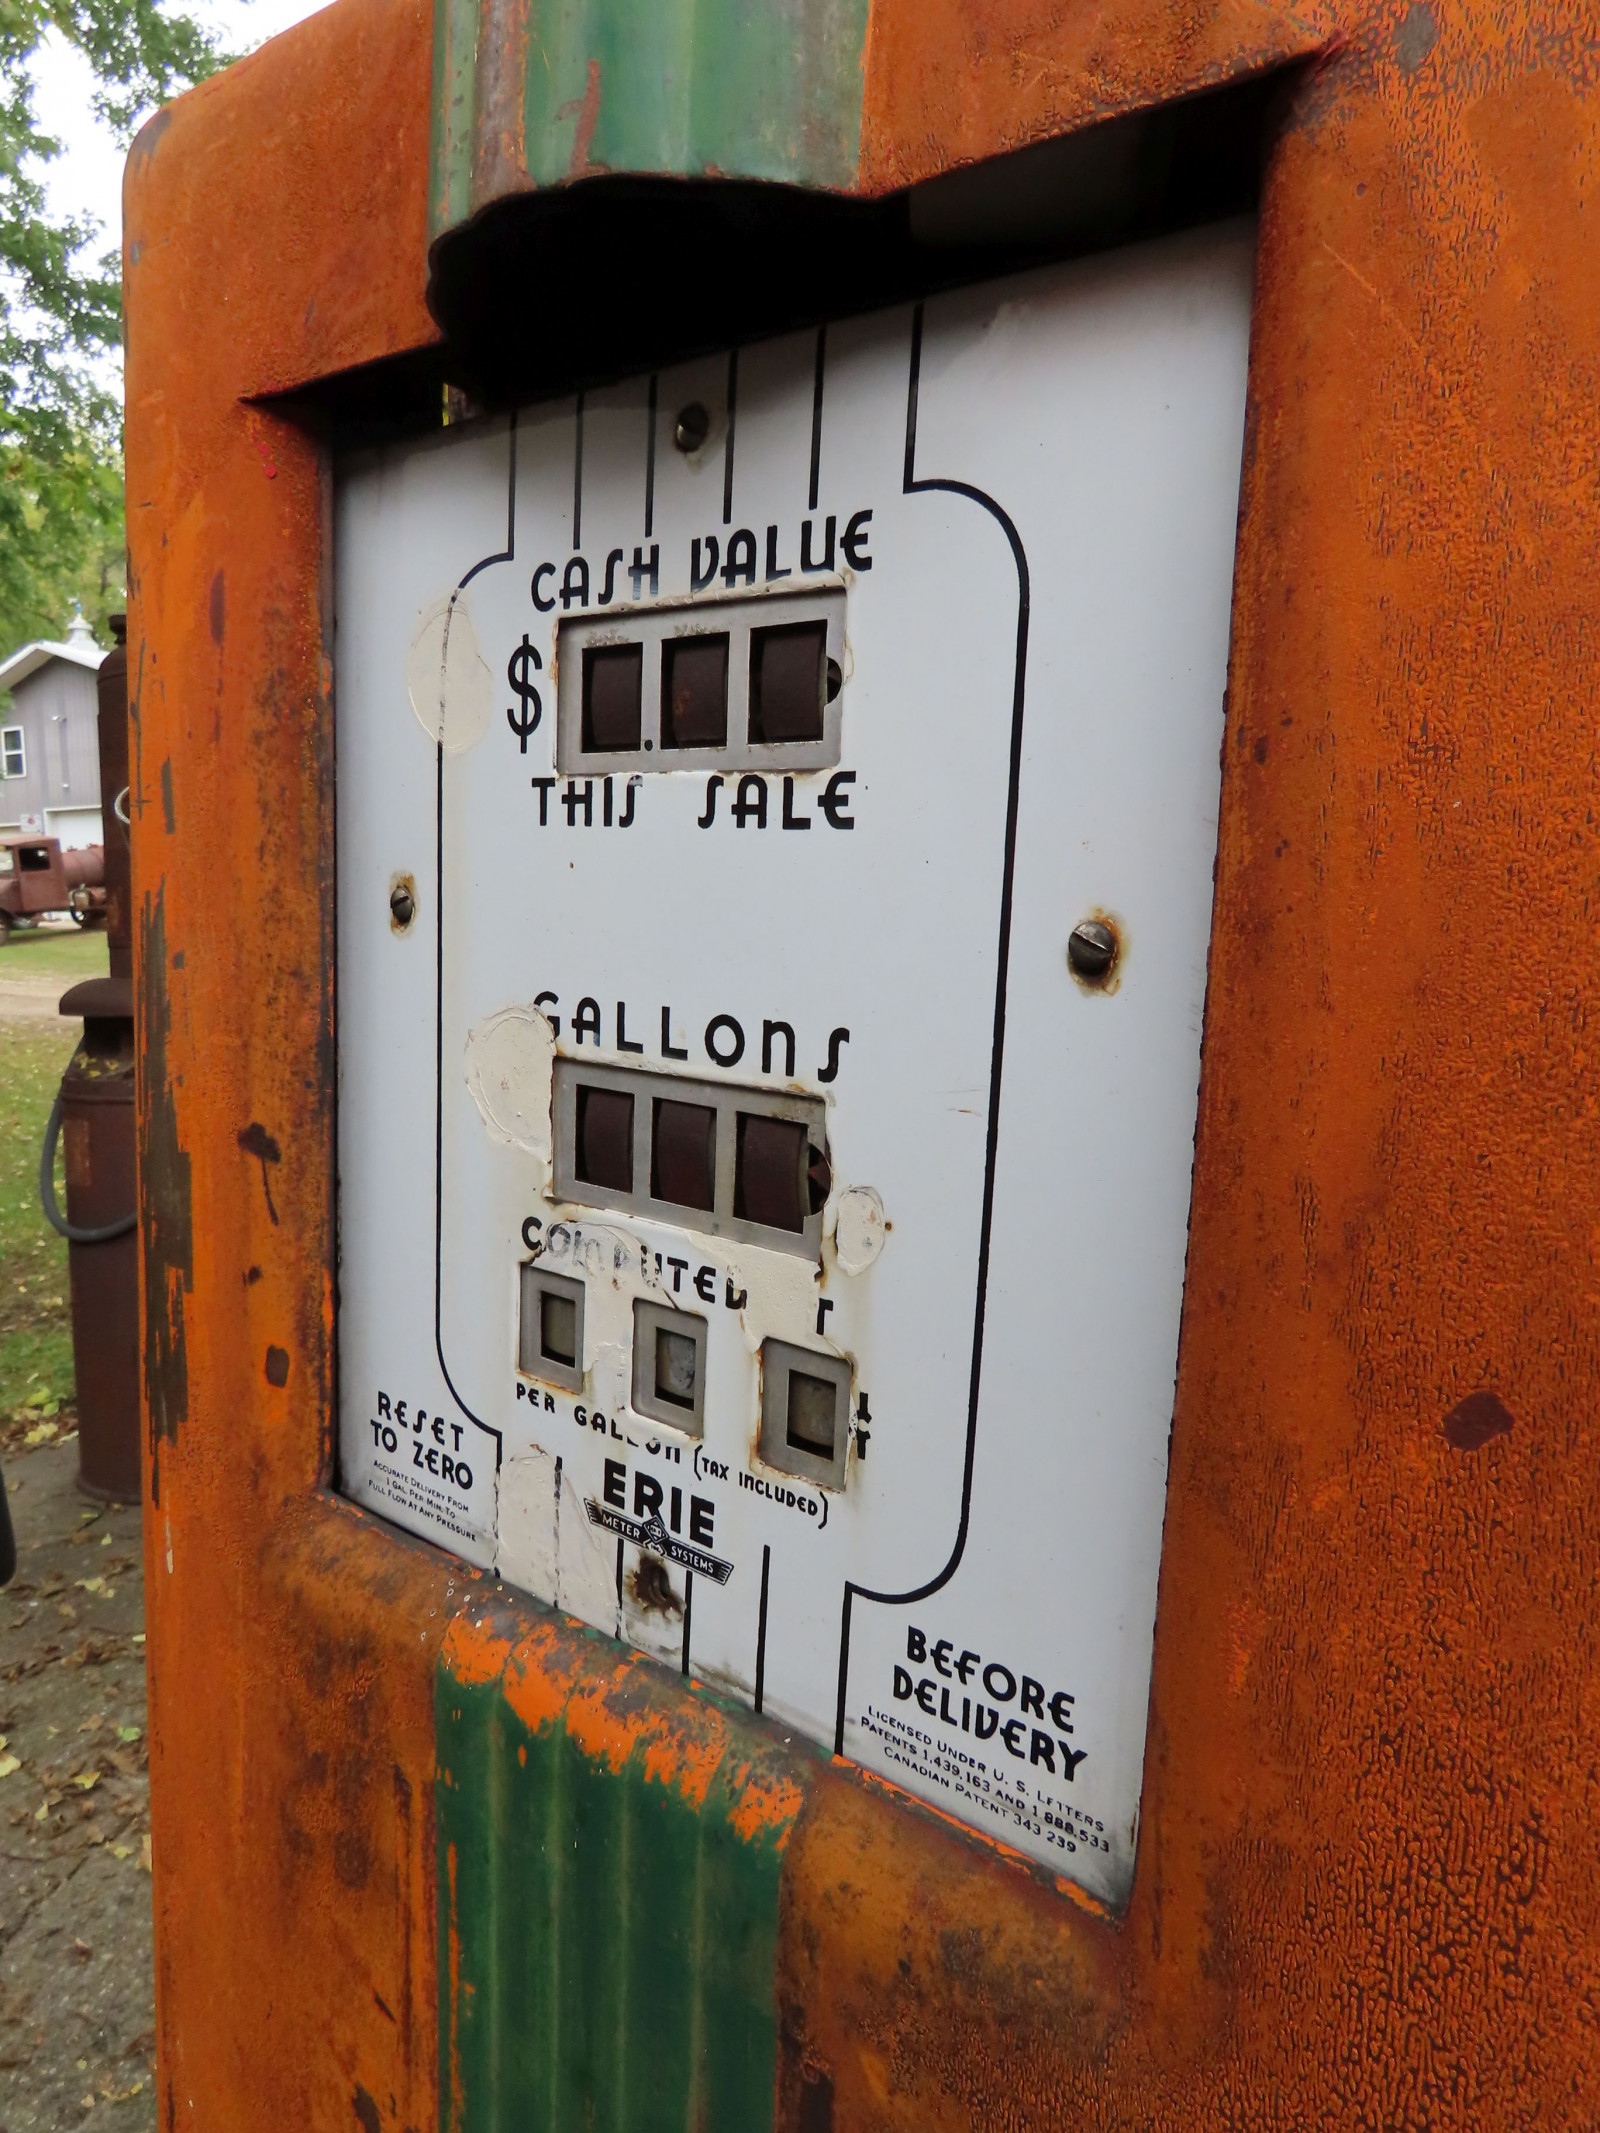 CASH VALUE
$
THIS SALE
GALLONS
COMPUTED
PER GALLON (TAX INCLUDED)
ERIE
METER SYSTEMS
RESET
TO ZERO
ACCURATE DELIVERY FROM
1 GAL. PER MIN. TO
FULL FLOW AT ANY PRESSURE
BEFORE
DELIVERY
LICENSED UNDER U. S. LETTERS
PATENTS 1,439,163 AND 1 888,533
CANADIAN PATENT 343 239